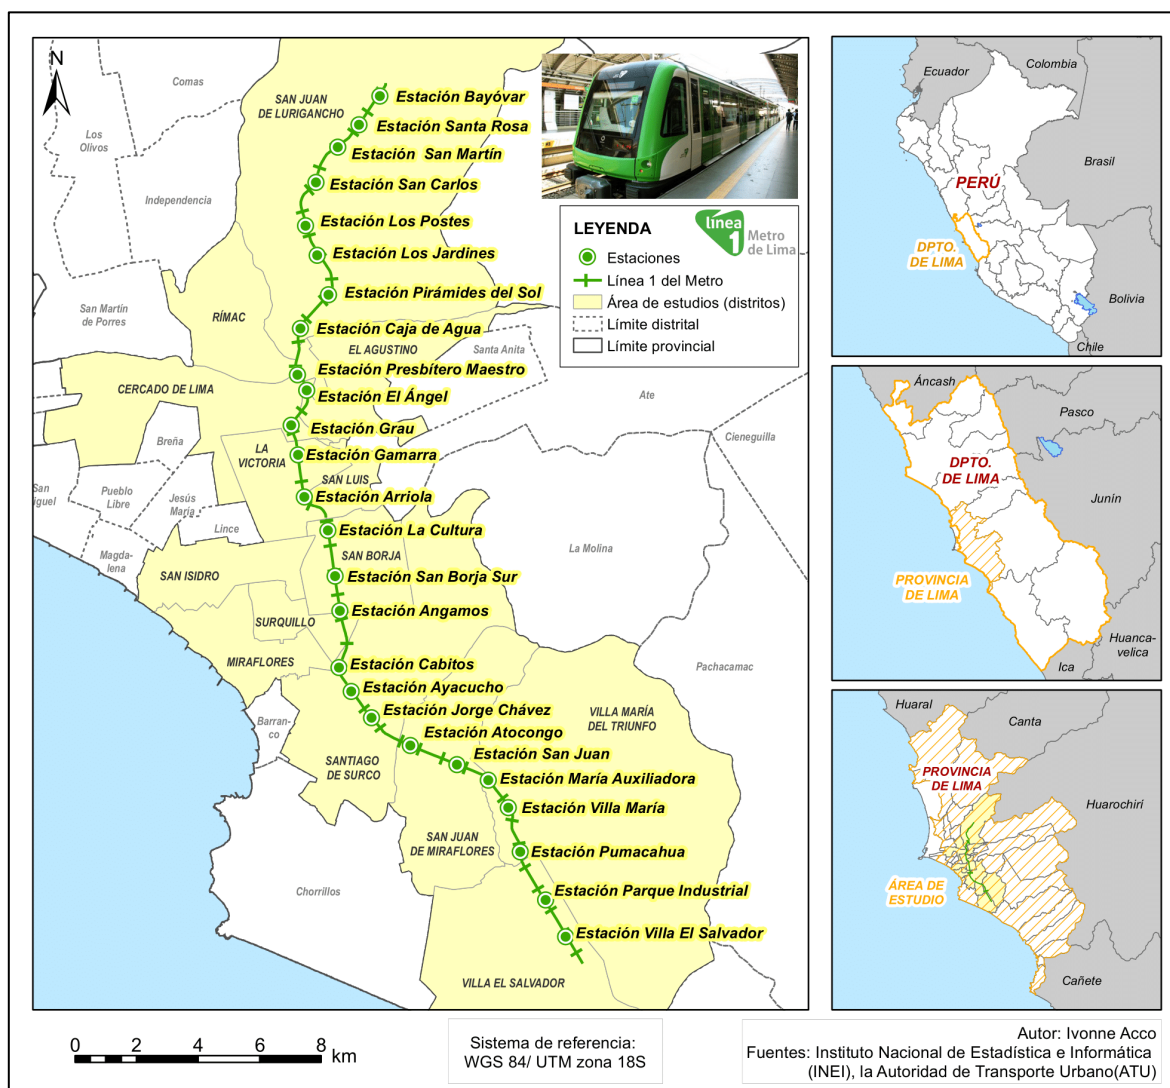 N
Comas
SAN JUAN
DE LURIGANCHO
Los
Olivos
Independencia
San Martín
de Porres
RÍMAC
EL AGUSTINO
Santa Anita
CERCADO DE LIMA
Ate
Breña
Cieneguilla
LA
VICTORIA
SAN LUIS
San
iguel
Pueblo
Libre
Jesús
María
Lince
Magda-
lena
La Molina
SAN BORJA
SAN ISIDRO
SURQUILLO
MIRAFLORES
Pachacamac
Barran-
co
VILLA MARÍA
DEL TRIUNFO
SANTIAGO
DE SURCO
SAN JUAN
DE MIRAFLORES
Chorrillos
VILLA EL SALVADOR
Estación Bayóvar
Estación Santa Rosa
Estación San Martín
Estación San Carlos
Estación Los Postes
Estación Los Jardines
Estación Pirámides del Sol
Estación Caja de Agua
Estación Presbítero Maestro
Estación El Ángel
Estación Grau
Estación Gamarra
Estación Arriola
Estación La Cultura
Estación San Borja Sur
Estación Angamos
Estación Cabitos
Estación Ayacucho
Estación Jorge Chávez
Estación Atocongo
Estación San Juan
Estación María Auxiliadora
Estación Villa María
Estación Pumacahua
Estación Parque Industrial
Estación Villa El Salvador
LEYENDA
línea
1
Metro
de Lima
Estaciones
Línea 1 del Metro
Área de estudios (distritos)
Límite distrital
Límite provincial
Ecuador
Colombia
Brasil
PERÚ
DPTO.
DE LIMA
Bolivia
Chile
Áncash
Pasco
DPTO.
DE LIMA
Junín
PROVINCIA
DE LIMA
Huanca-
velica
Ica
Huaral
Canta
PROVINCIA
DE LIMA
Huarochirí
ÁREA DE
ESTUDIO
Cañete
0 2 4 6 8 km
Sistema de referencia:
WGS 84/ UTM zona 18S
Autor: Ivonne Acco
Fuentes: Instituto Nacional de Estadística e Informática
(INEI), la Autoridad de Transporte Urbano(ATU)